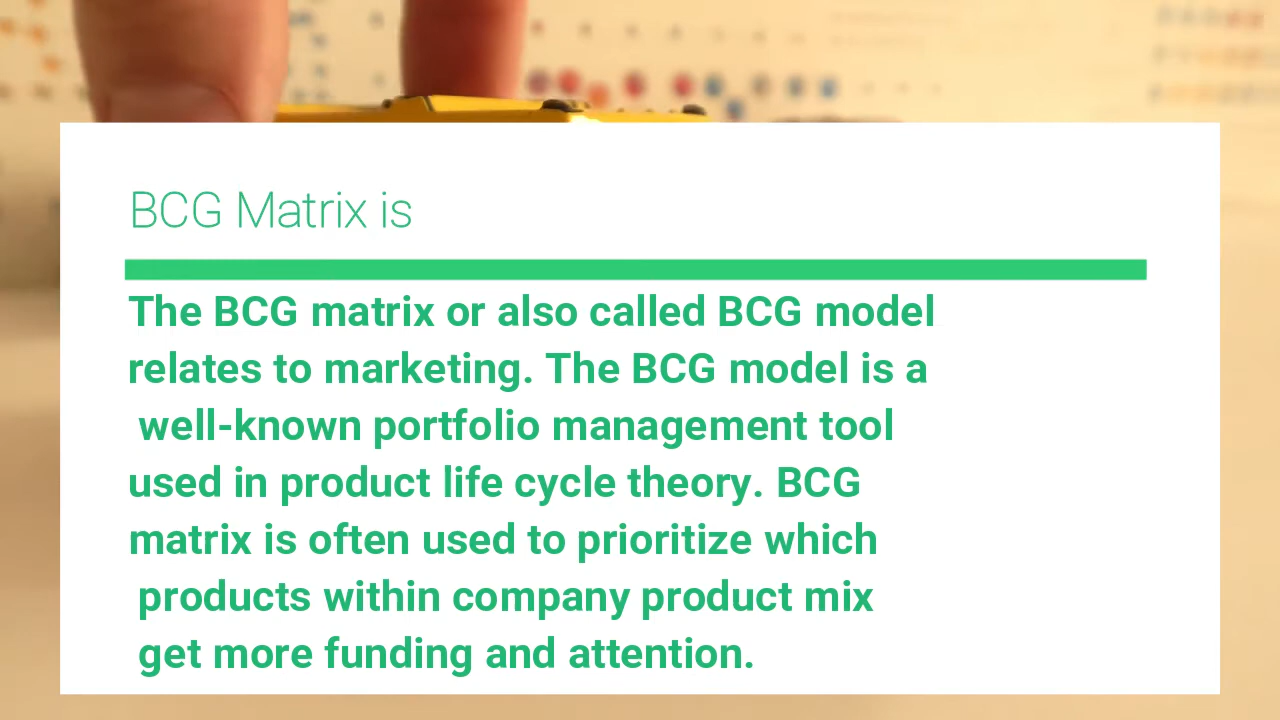 BCG Matrix is
The BCG matrix or also called BCG model
relates to marketing. The BCG model is a
well-known portfolio management tool
used in product life cycle theory. BCG
matrix is often used to prioritize which
products within company product mix
get more funding and attention.